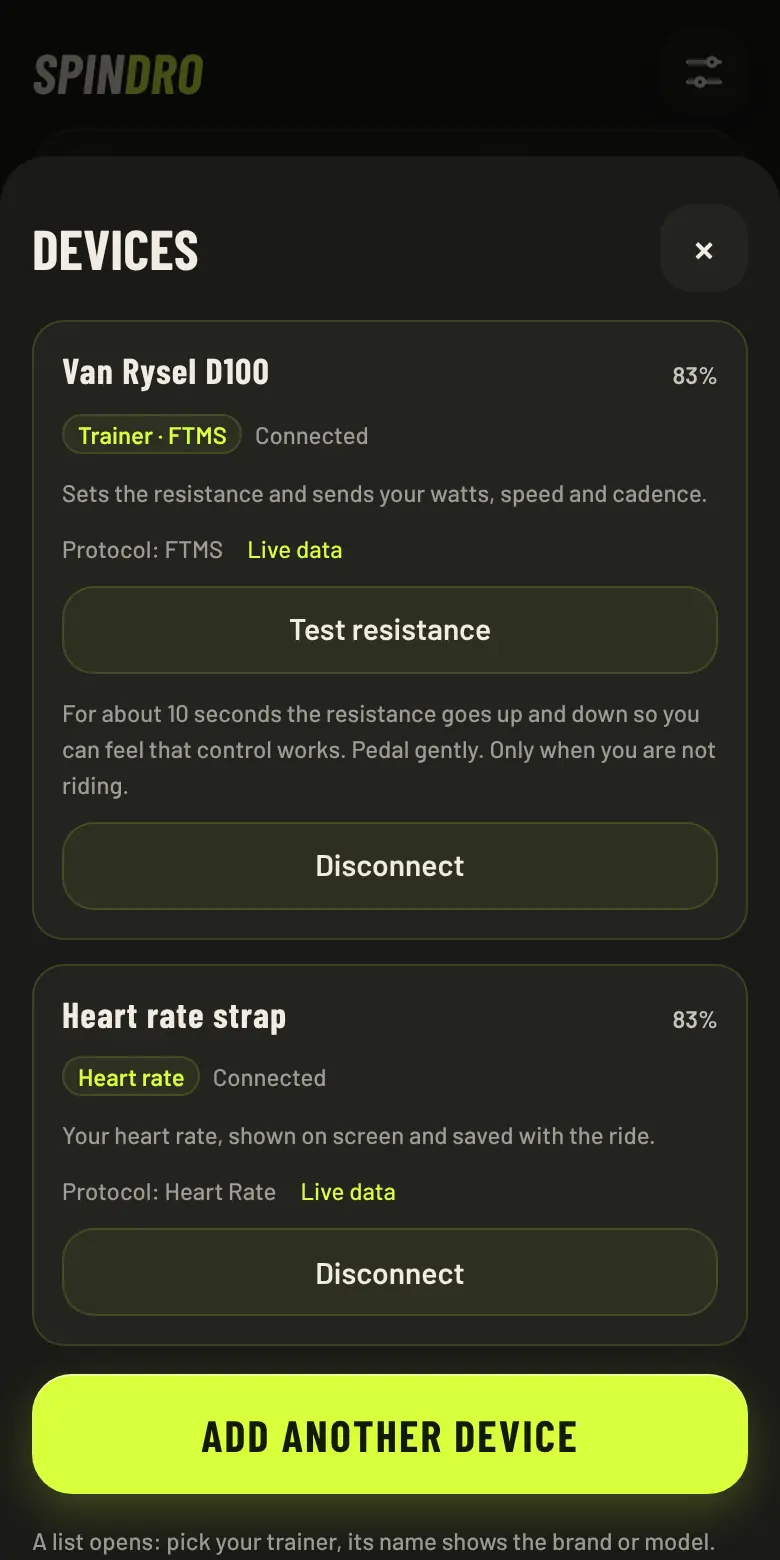 SPINDRO
DEVICES
×
Van Rysel D100
83%
Trainer · FTMS Connected
Sets the resistance and sends your watts, speed and cadence.
Protocol: FTMS Live data
Test resistance
For about 10 seconds the resistance goes up and down so you
can feel that control works. Pedal gently. Only when you are not
riding.
Disconnect
Heart rate strap
83%
Heart rate Connected
Your heart rate, shown on screen and saved with the ride.
Protocol: Heart Rate Live data
Disconnect
ADD ANOTHER DEVICE
A list opens: pick your trainer, its name shows the brand or model.